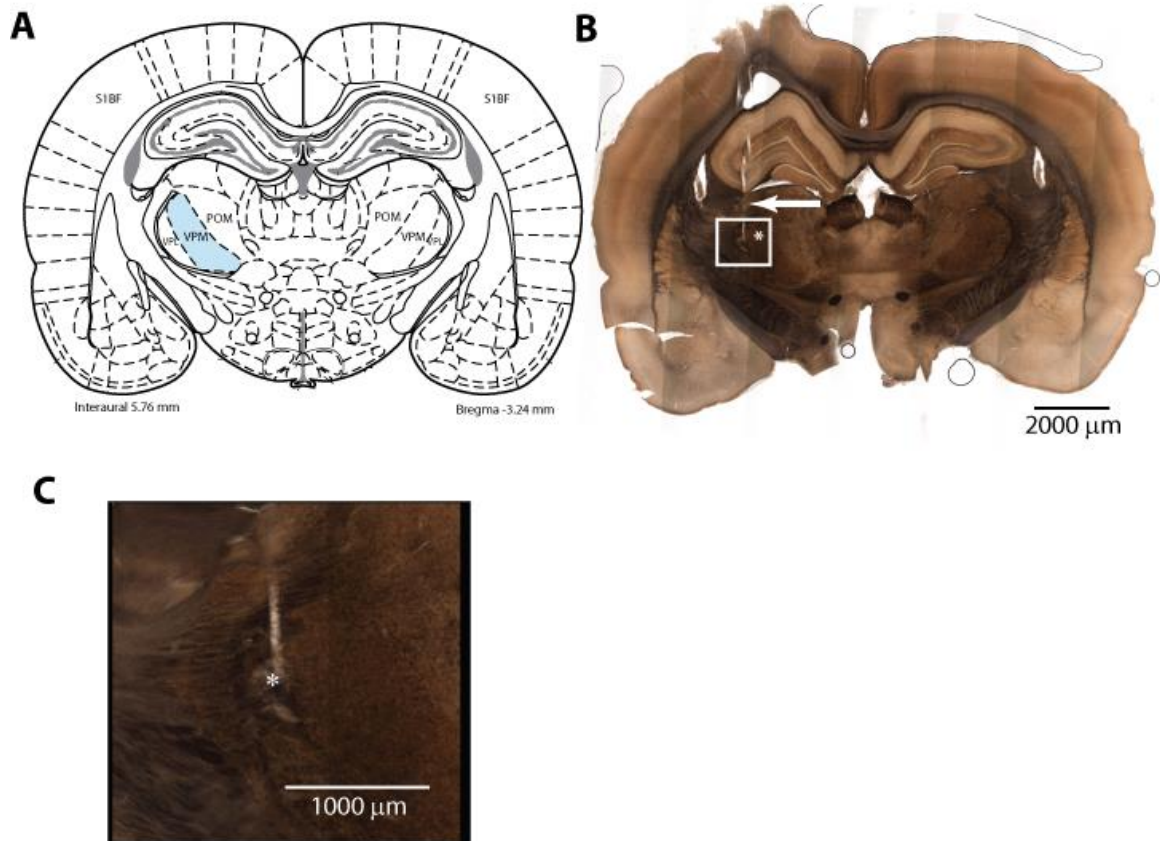 A
S1BF
S1BF
POM
POM
VPL
VPM
VPM
VPL
Interaural 5.76 mm
Bregma -3.24 mm
B
*
2000 μm
C
*
1000 μm